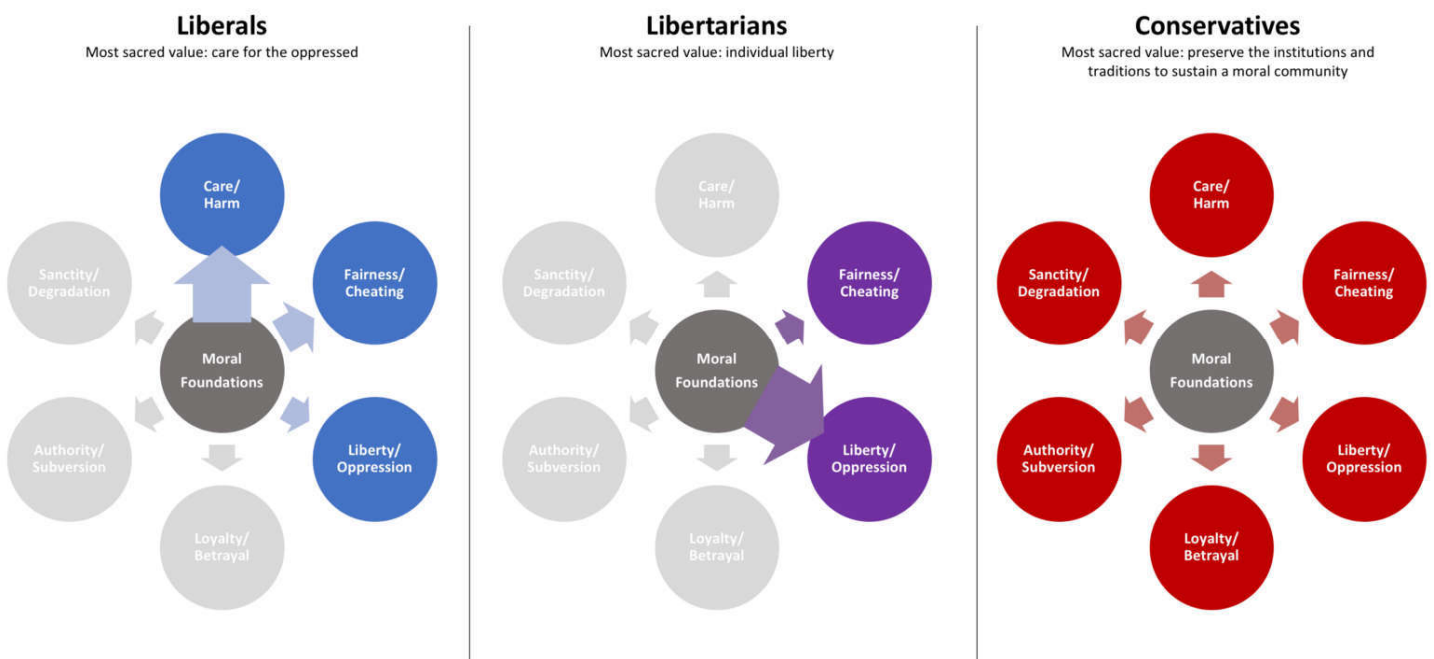 Liberals
Most sacred value: care for the oppressed
Care/
Harm
Fairness/
Cheating
Liberty/
Oppression
Loyalty/
Betrayal
Authority/
Subversion
Sanctity/
Degradation
Moral
Foundations
Libertarians
Most sacred value: individual liberty
Care/
Harm
Fairness/
Cheating
Liberty/
Oppression
Loyalty/
Betrayal
Authority/
Subversion
Sanctity/
Degradation
Moral
Foundations
Conservatives
Most sacred value: preserve the institutions and
traditions to sustain a moral community
Care/
Harm
Fairness/
Cheating
Liberty/
Oppression
Loyalty/
Betrayal
Authority/
Subversion
Sanctity/
Degradation
Moral
Foundations